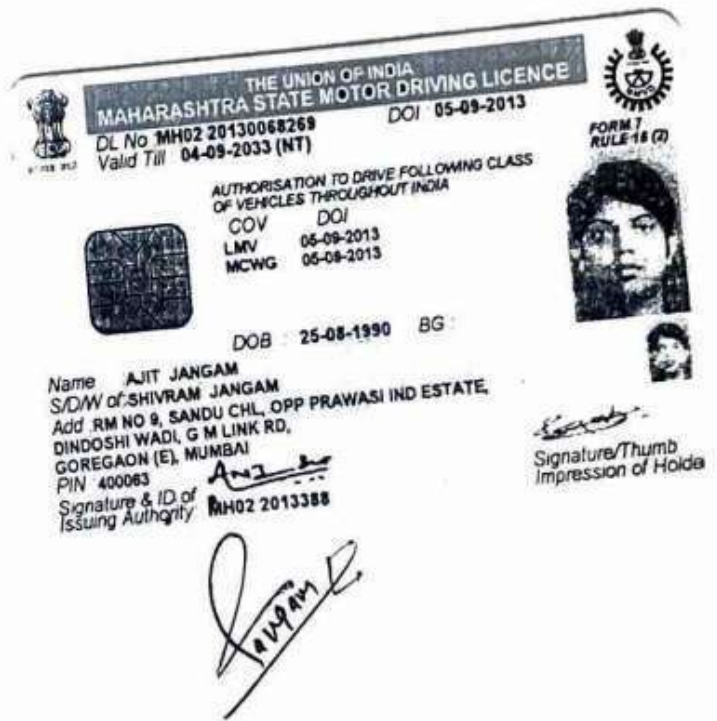 THE UNION OF INDIA
MAHARASHTRA STATE MOTOR DRIVING LICENCE
DL No MH02 20130068269 DOI : 05-09-2013
Valid Till : 04-09-2033 (NT)
FORM 7
RULE 16 (2)
AUTHORISATION TO DRIVE FOLLOWING CLASS
OF VEHICLES THROUGHOUT INDIA
COV DOI
LMV 05-09-2013
MCWG 05-09-2013
DOB : 25-08-1990 BG :
Name AJIT JANGAM
S/D/W of SHIVRAM JANGAM
Add RM NO 9, SANDU CHL, OPP PRAWASI IND ESTATE,
DINDOSHI WADI, G M LINK RD,
GOREGAON (E), MUMBAI
PIN 400063
Signature & ID of
Issuing Authority MH02 2013388
Signature/Thumb
Impression of Holde
Jangam